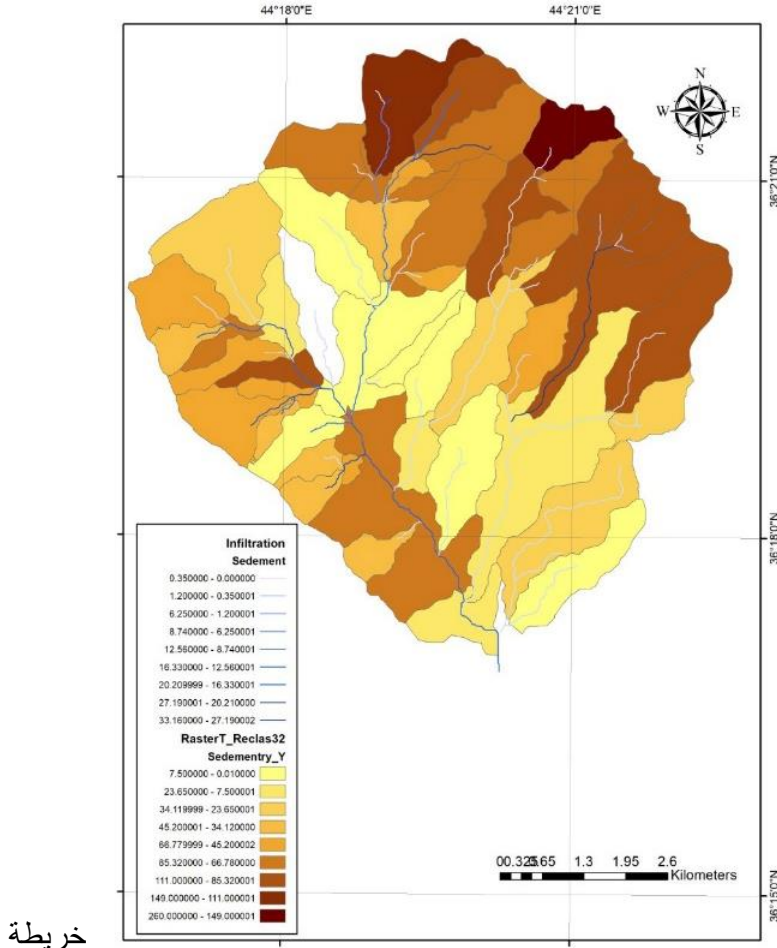 44°18'0"E 44°21'0"E
N
W E
S
36°21'0"N
36°18'0"N
Infiltration
Sedement
0.350000 - 0.000000
1.200000 - 0.350001
6.250000 - 1.200001
8.740000 - 6.250001
12.560000 - 8.740001
16.330000 - 12.560001
20.209999 - 16.330001
27.190001 - 20.210000
33.160000 - 27.190002
RasterT_Reclas32
Sedementry_Y
7.500000 - 0.010000
23.650000 - 7.500001
34.119999 - 23.650001
45.200001 - 34.120000
66.779999 - 45.200002
85.320000 - 66.780000
111.000000 - 85.320001
149.000000 - 111.000001
260.000000 - 149.000001
00.3250.65 1.3 1.95 2.6
Kilometers
36°15'0"N
خريطة